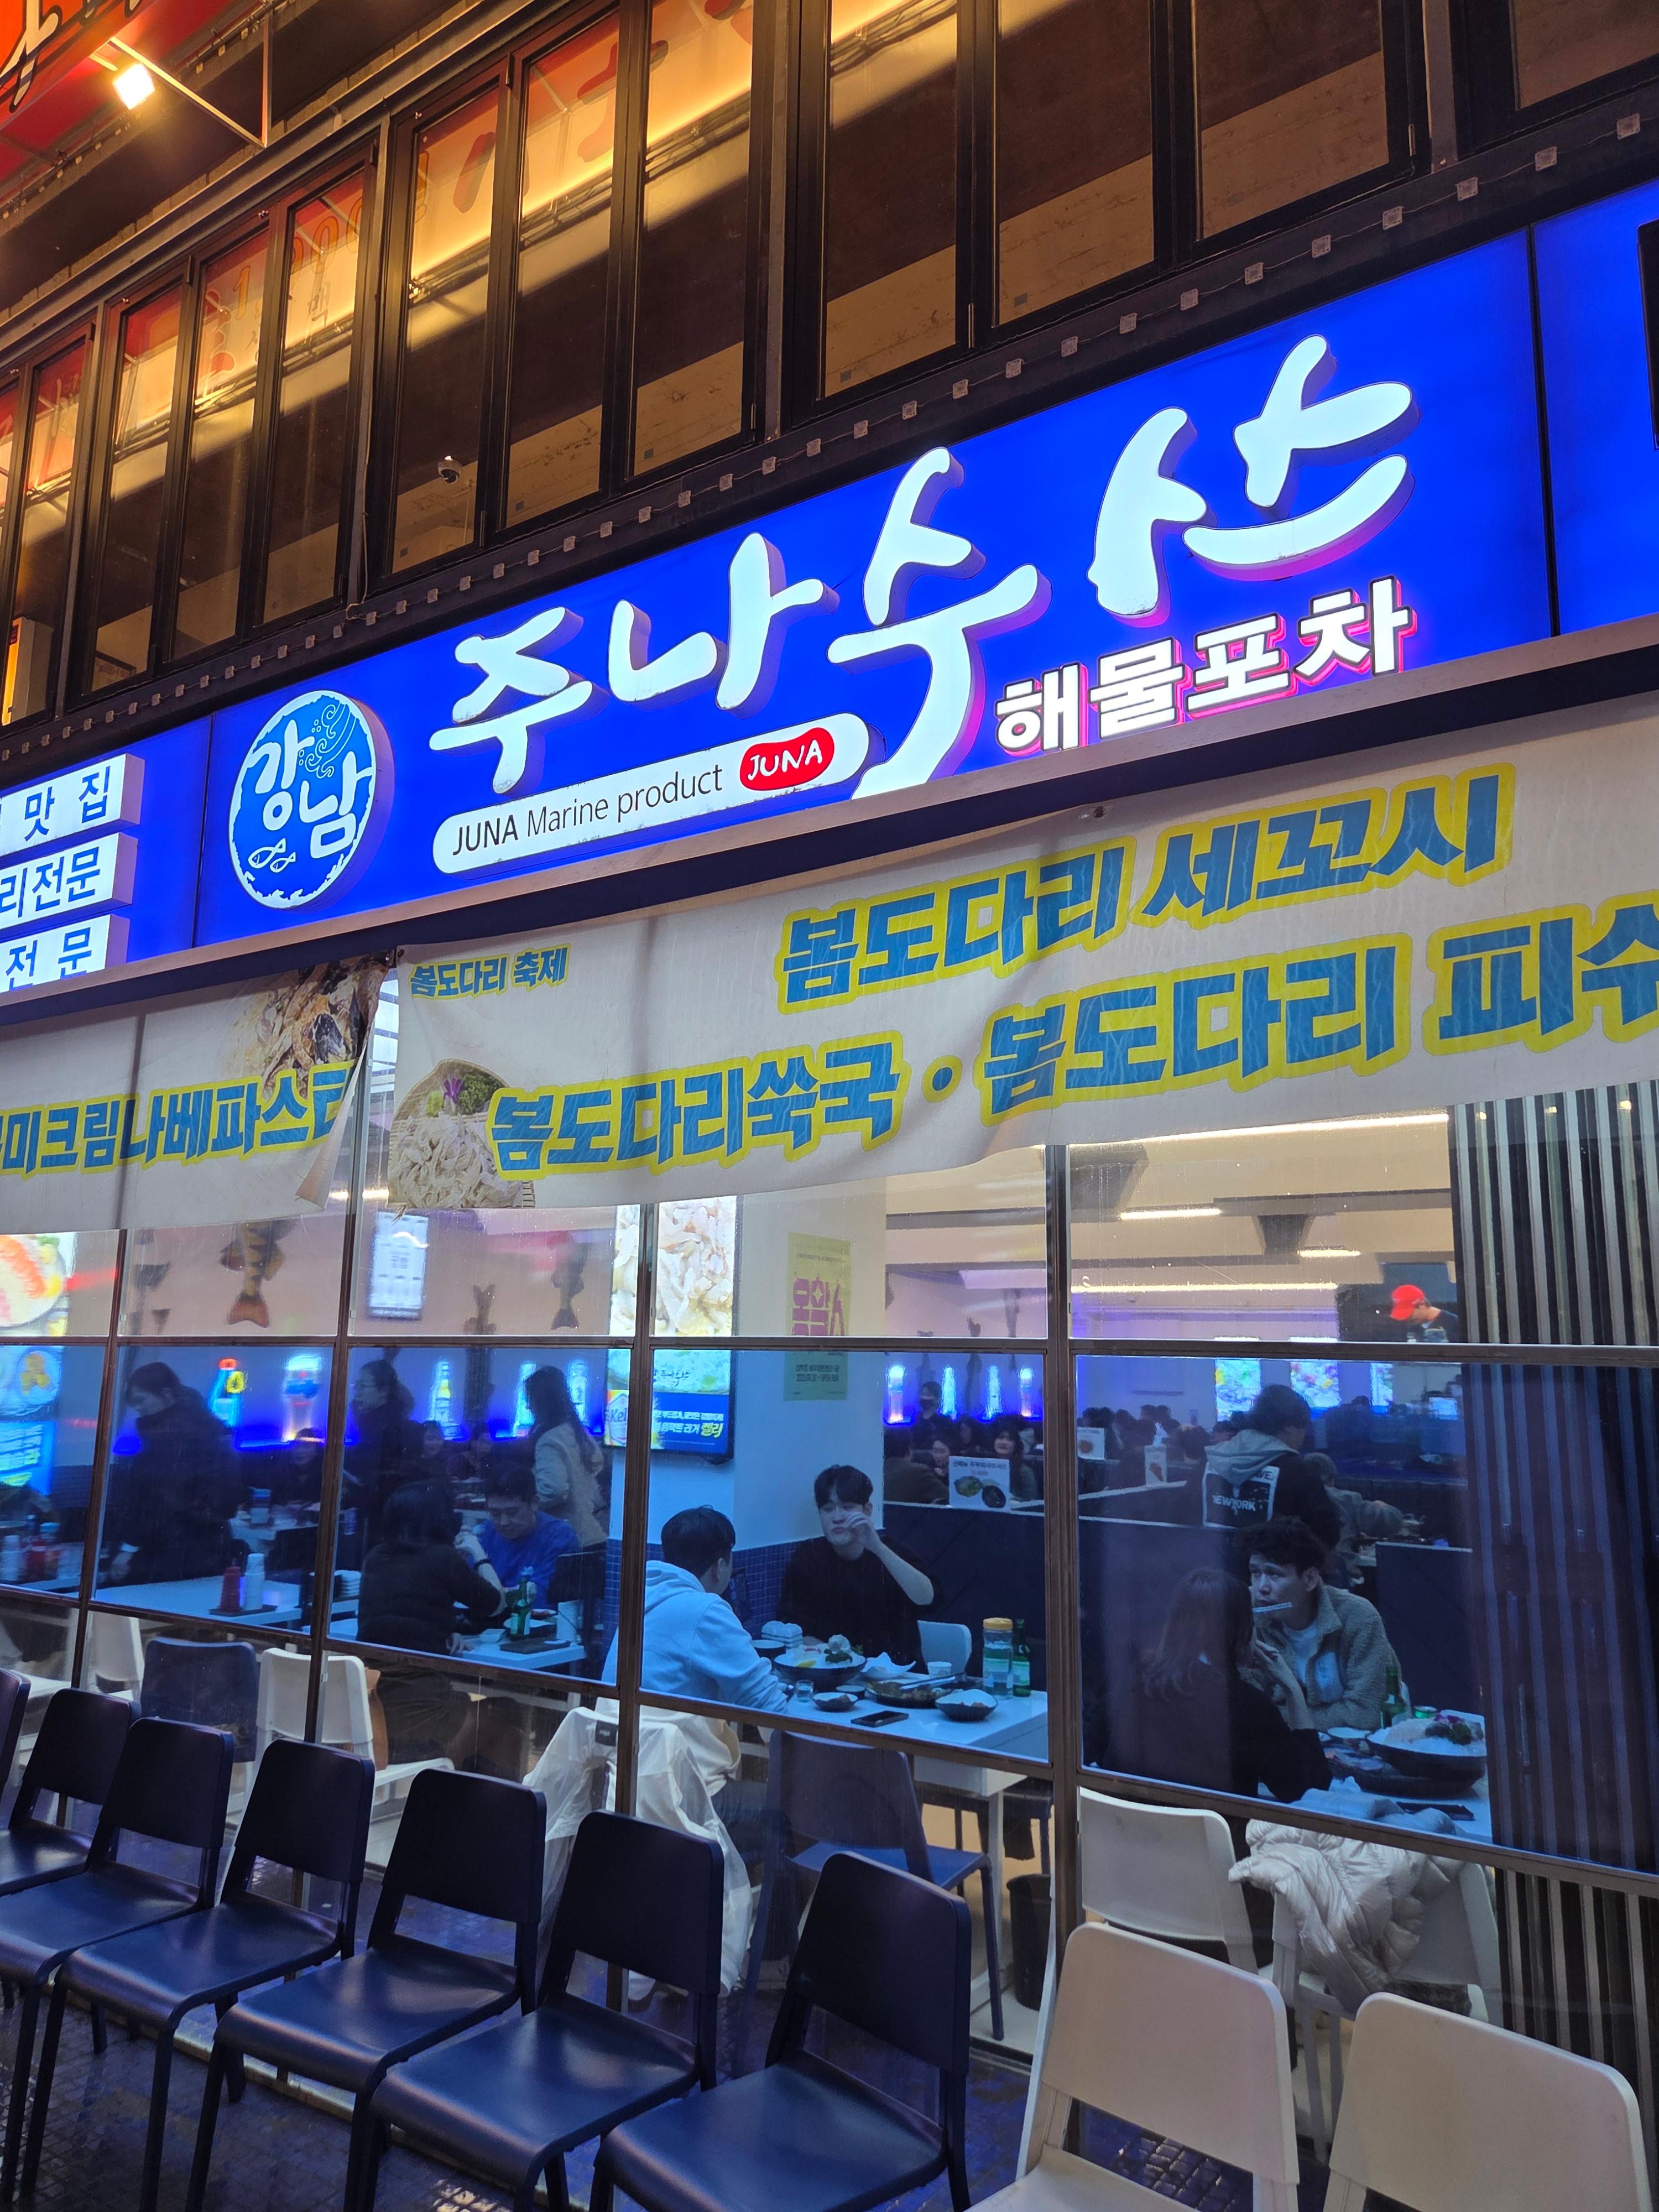 강남
주나수산
해물포차
JUNA Marine product JUNA
맛집
리전문
전문
봄도다리 축제
봄도다리 세꼬시
봄도다리쑥국 • 봄도다리 피수
미크림나베파스타
NEWYORK